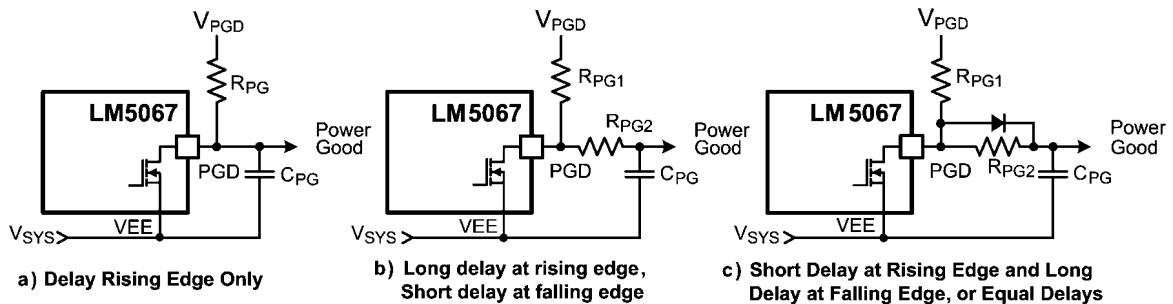 VPGD
RPG
LM5067
Power
Good
PGD
CPG
VEE
VSYS
a) Delay Rising Edge Only
VPGD
RPG1
LM5067
RPG2
Power
Good
PGD
CPG
VEE
VSYS
b) Long delay at rising edge,
Short delay at falling edge
VPGD
RPG1
LM5067
Power
Good
PGD
RPG2
CPG
VEE
VSYS
c) Short Delay at Rising Edge and Long
Delay at Falling Edge, or Equal Delays